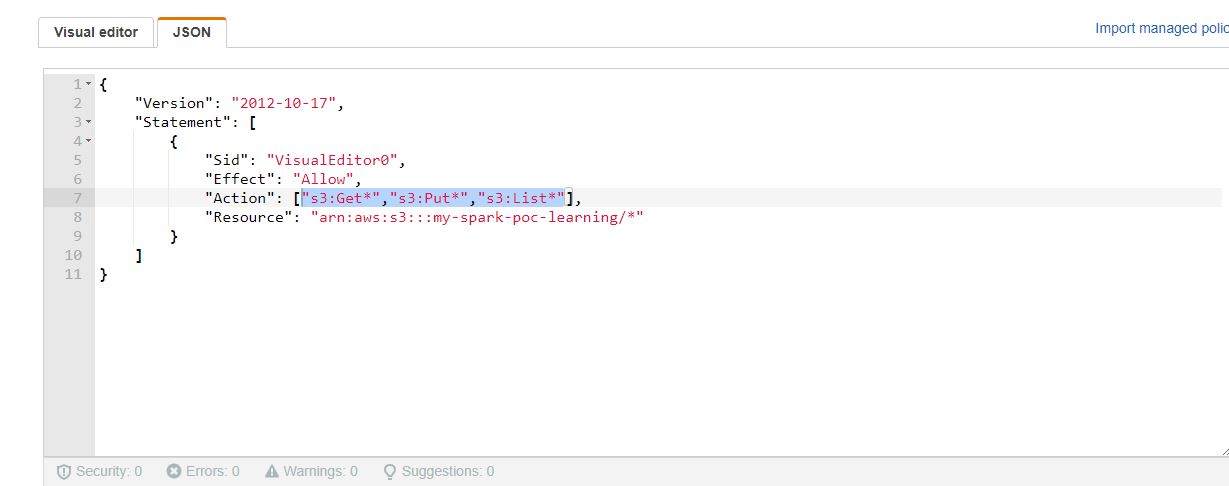 Visual editor JSON Import managed polic
1 {
2 "Version": "2012-10-17",
3 "Statement": [
4 {
5 "Sid": "VisualEditor0",
6 "Effect": "Allow",
7 "Action": ["s3:Get*","s3:Put*","s3:List*"],
8 "Resource": "arn:aws:s3:::my-spark-poc-learning/*"
9 }
10 ]
11 }
Security: 0 Errors: 0 Warnings: 0 Suggestions: 0